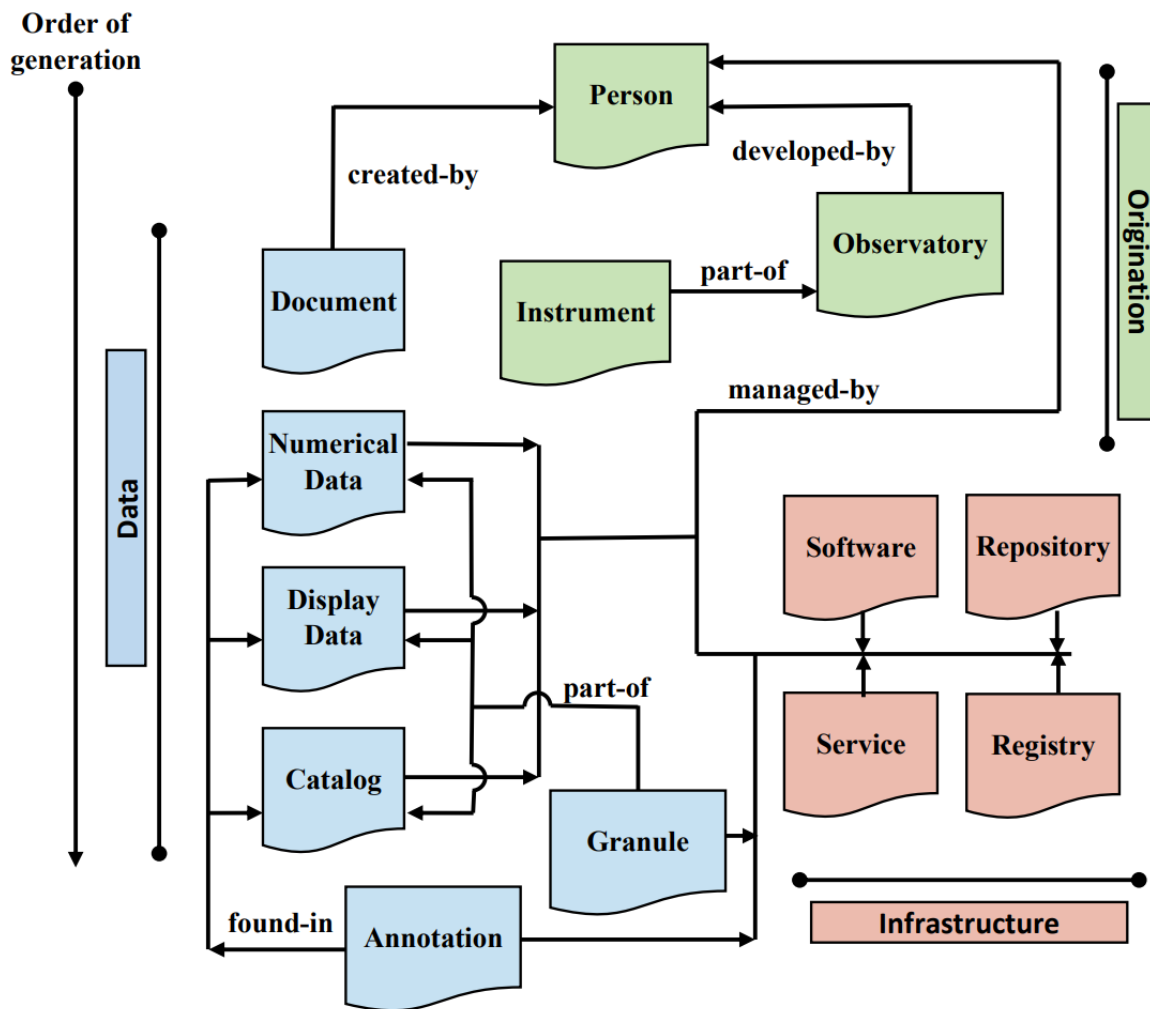 Order of
generation
Person
created-by
developed-by
Origination
Observatory
Document
Instrument
part-of
managed-by
Data
Numerical
Data
Software
Repository
Display
Data
part-of
Service
Registry
Catalog
Granule
Infrastructure
found-in
Annotation